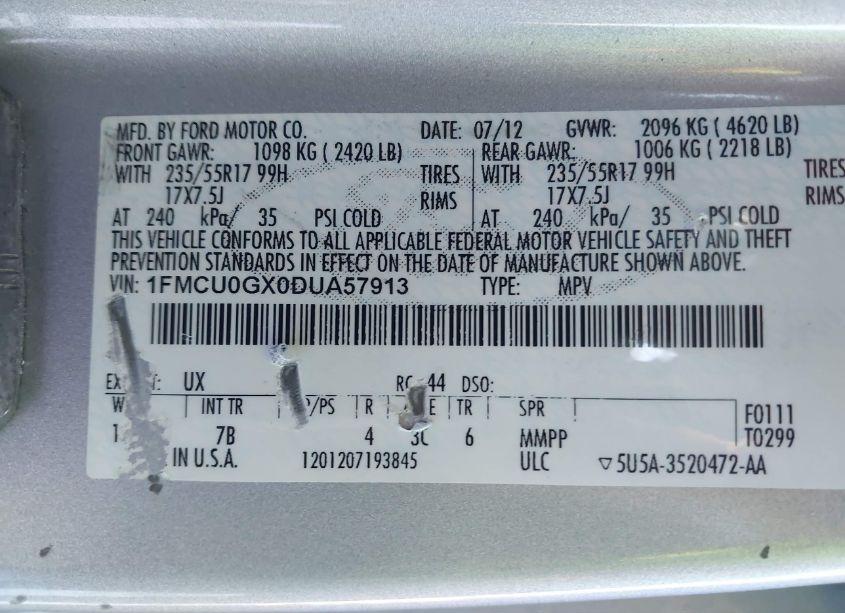 MFD. BY FORD MOTOR CO. DATE: 07/12 GVWR: 2096 KG ( 4620 LB)
FRONT GAWR: 1098 KG ( 2420 LB) REAR GAWR: 1006 KG ( 2218 LB)
WITH 235/55R17 99H TIRES WITH 235/55R17 99H TIRES
17X7.5J RIMS 17X7.5J RIMS
AT 240 kPa/ 35 PSI COLD AT 240 kPa/ 35 PSI COLD
THIS VEHICLE CONFORMS TO ALL APPLICABLE FEDERAL MOTOR VEHICLE SAFETY AND THEFT
PREVENTION STANDARDS IN EFFECT ON THE DATE OF MANUFACTURE SHOWN ABOVE.
VIN: 1FMCU0GX0DUA57913 TYPE: MPV
UX 44 DSO:
INT TR /PS R TR SPR F0111
7B 4 6 MMPP T0299
IN U.S.A. 1201207193845 ULC ▽5U5A-3520472-AA